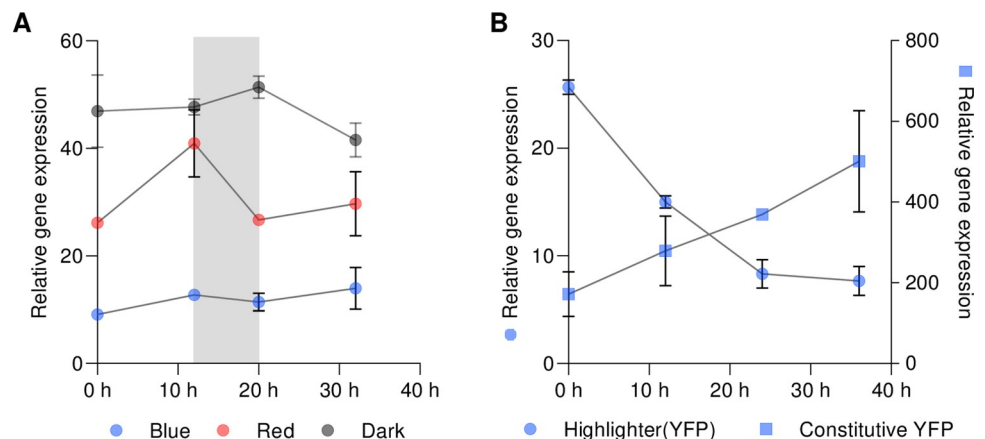 A
Relative gene expression
60
40
20
0
0 h 10 h 20 h 30 h 40 h
Blue Red Dark
B
Relative gene expression
30
20
10
0
0 h 10 h 20 h 30 h 40 h
800
600
400
200
0
Relative gene expression
Highlighter(YFP) Constitutive YFP